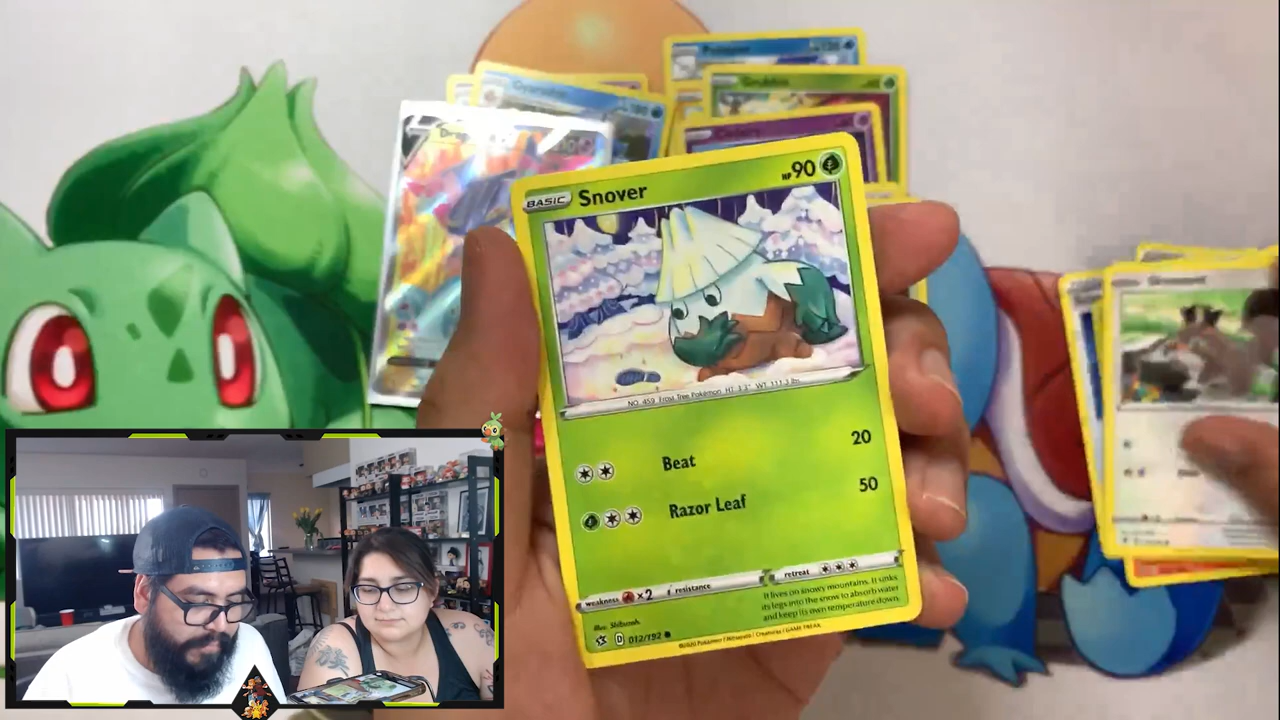 Gyarados
BASIC Snover HP 90
NO. 459 Frost Tree Pokémon HT 3'3" WT 111.3 lbs.
Beat 20
Razor Leaf 50
weakness ×2 resistance retreat
It lives on snowy mountains. It sinks
its legs into the snow to absorb water
and keep its own temperature down.
Illus. Shibuzoh.
D 012/192
©2020 Pokémon / Nintendo / Creatures / GAME FREAK